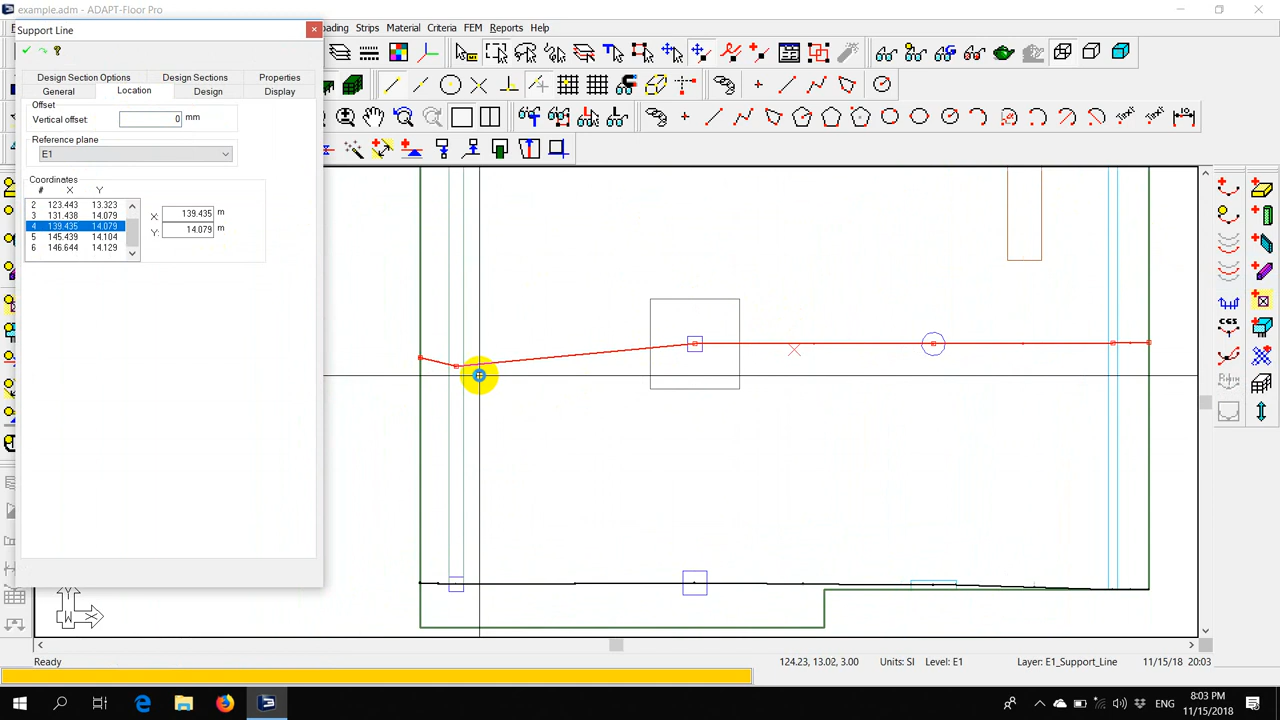 example.adm - ADAPT-Floor Pro
Support Line
oading Strips Material Criteria FEM Reports Help
Design Section Options Design Sections Properties
General Location Design Display
Offset
Vertical offset: 0 mm
Reference plane
E1
Coordinates
# X Y
2 123.443 13.323
3 131.438 14.079
4 139.435 14.079
5 145.439 14.104
6 146.644 14.129
X: 139.435 m
Y: 14.079 m
CGS
Y
W X
Ready
124.23, 13.02, 3.00 Units: SI Level: E1 Layer: E1_Support_Line 11/15/18 20:03
ENG
8:03 PM
11/15/2018